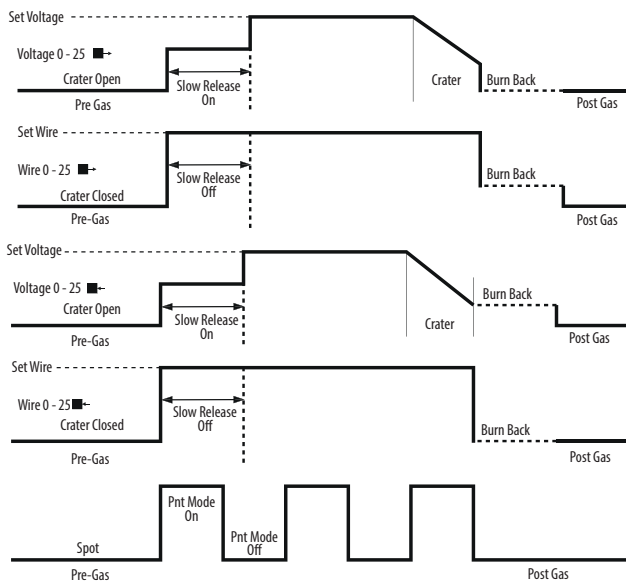 Set Voltage
Voltage 0 - 25
Crater Open
Pre Gas
Slow Release
On
Crater
Burn Back
Post Gas
Set Wire
Wire 0 - 25
Crater Closed
Pre-Gas
Slow Release
Off
Burn Back
Post Gas
Set Voltage
Voltage 0 - 25
Crater Open
Pre-Gas
Slow Release
On
Crater
Burn Back
Post Gas
Set Wire
Wire 0 - 25
Crater Closed
Pre-Gas
Slow Release
Off
Burn Back
Post Gas
Spot
Pre-Gas
Pnt Mode
On
Pnt Mode
Off
Post Gas